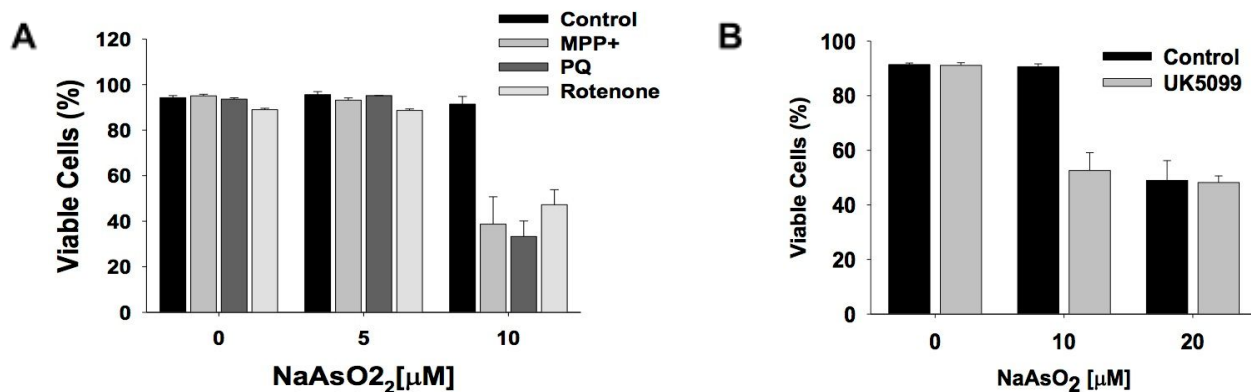 A
Control
MPP+
PQ
Rotenone
120
100
80
60
40
20
0
Viable Cells (%)
0 5 10
NaAsO2₂[μM]
B
Control
UK5099
100
80
60
40
20
0
Viable Cells (%)
0 10 20
NaAsO₂ [μM]